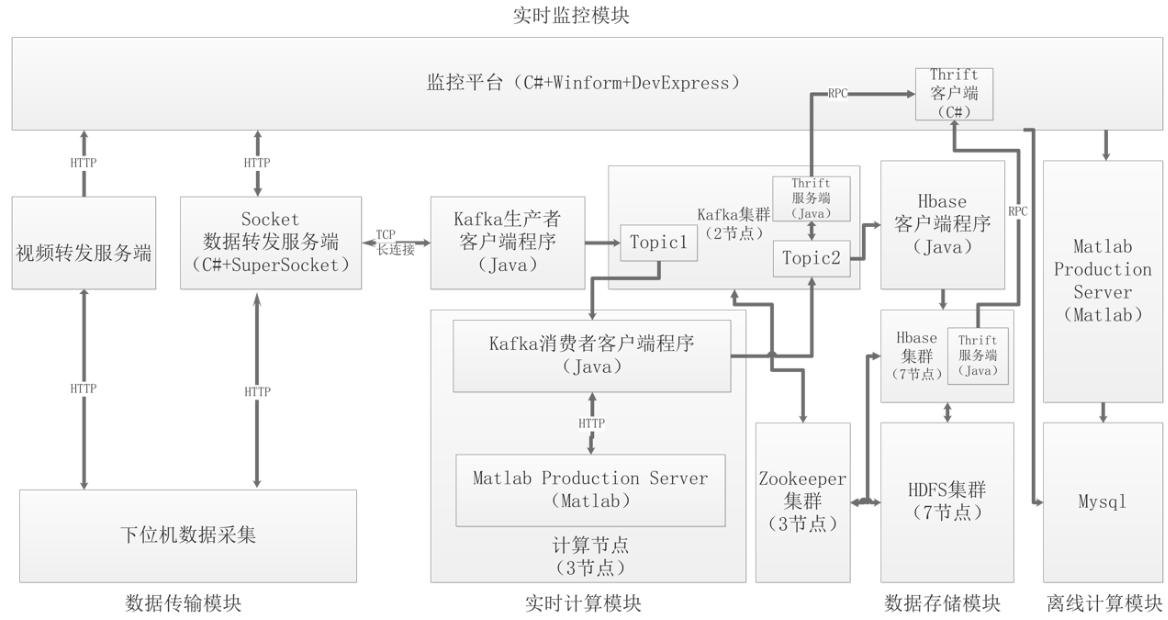 实时监控模块
监控平台（C#+Winform+DevExpress）
Thrift
客户端
（C#）
RPC
HTTP
HTTP
视频转发服务端
Socket
数据转发服务端
（C#+SuperSocket）
TCP
长连接
Kafka生产者
客户端程序
（Java）
Topic1
Kafka集群
（2节点）
Thrift
服务端
（Java）
Topic2
Hbase
客户端程序
（Java）
RPC
Matlab
Production
Server
（Matlab）
Kafka消费者客户端程序
（Java）
Hbase
集群
（7节点）
Thrift
服务端
（Java）
HTTP
HTTP
HTTP
Matlab Production Server
（Matlab）
计算节点
（3节点）
Zookeeper
集群
（3节点）
HDFS集群
（7节点）
Mysql
下位机数据采集
数据传输模块
实时计算模块
数据存储模块
离线计算模块